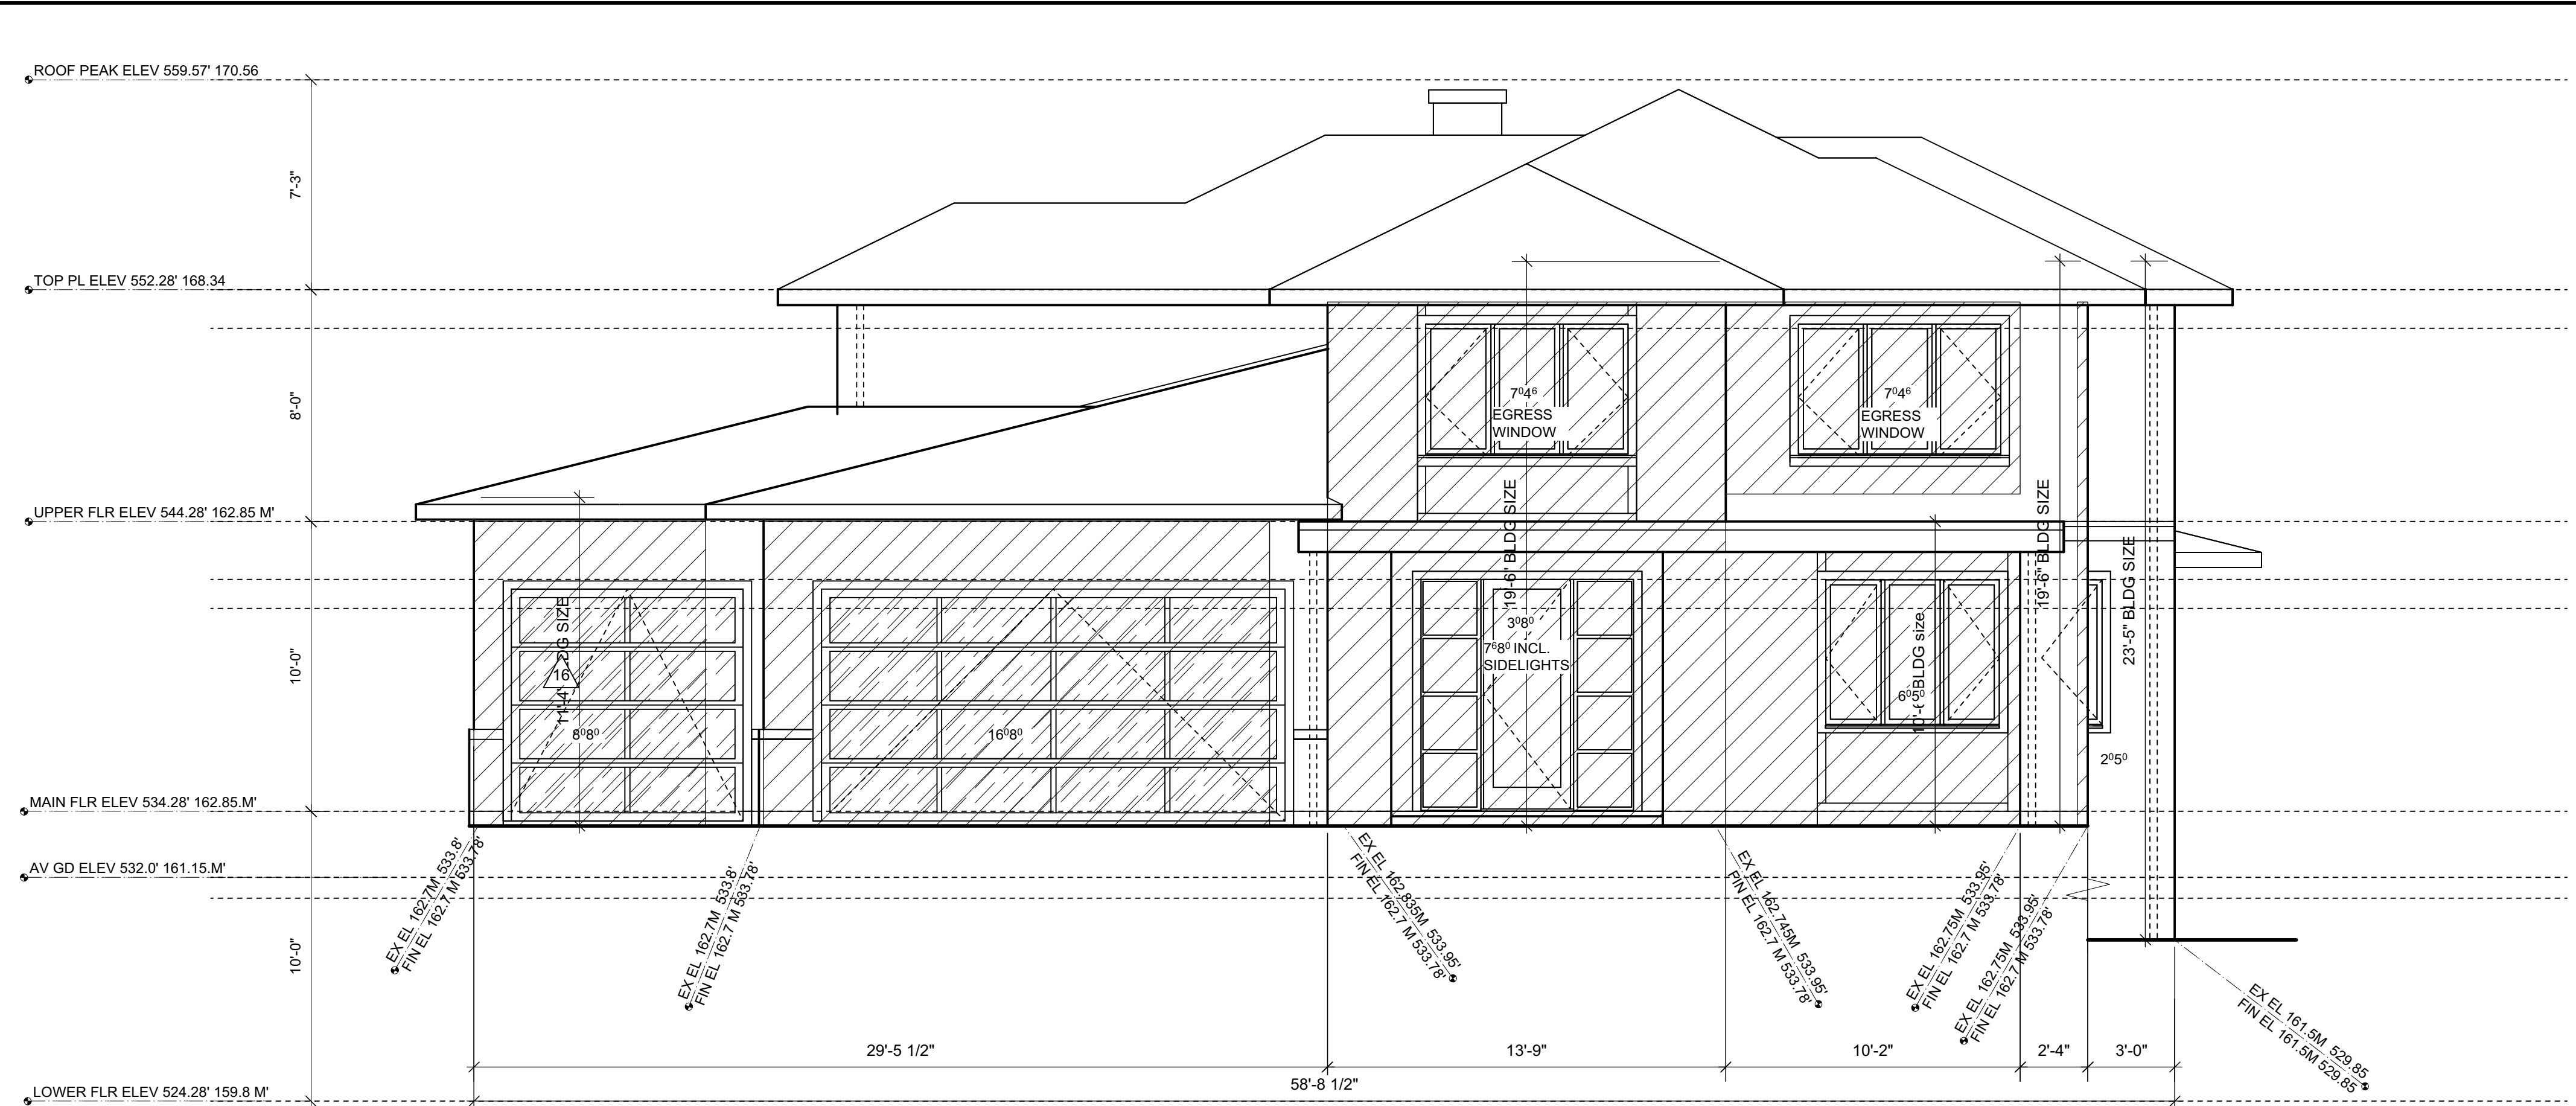 ROOF PEAK ELEV 559.57' 170.56
7'-3"
TOP PL ELEV 552.28' 168.34
8'-0"
7⁰4⁶
EGRESS
WINDOW
7⁰4⁶
EGRESS
WINDOW
UPPER FLR ELEV 544.28' 162.85 M'
10'-0"
16
8⁰8⁰
16⁰8⁰
19'-6" BLDG SIZE
3⁰8⁰
7⁶8⁰ INCL.
SIDELIGHTS
BLDG size
6⁰5⁰
19'-6" BLDG SIZE
23'-5" BLDG SIZE
2⁰5⁰
MAIN FLR ELEV 534.28' 162.85.M'
AV GD ELEV 532.0' 161.15.M'
EX EL 162.7M 533.8'
FIN EL 162.7 M 533.78'
EX EL 162.7M 533.8'
FIN EL 162.7 M 533.78'
EX EL 162.835M 533.95'
FIN EL 162.7 M 533.78'
EX EL 162.745M 533.95'
FIN EL 162.7 M 533.78'
EX EL 162.75M 533.95'
FIN EL 162.7 M 533.78'
EX EL 162.75M 533.95'
FIN EL 162.7 M 533.78'
EX EL 161.5M 529.85
FIN EL 161.5M 529.85
10'-0"
29'-5 1/2"
13'-9"
10'-2"
2'-4"
3'-0"
58'-8 1/2"
LOWER FLR ELEV 524.28' 159.8 M'